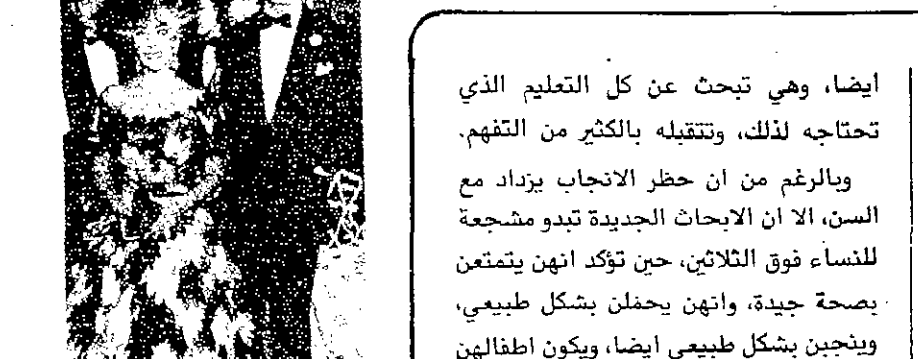 ايضا، وهي تبحث عن كل التعليم الذي
تحتاجه لذلك، وتتقبله بالكثير من التفهم.
وبالرغم من ان حظر الانجاب يزداد مع
السن، الا ان الابحاث الجديدة تبدو مشجعة
للنساء فوق الثلاثين، حين تؤكد انهن يتمتعن
بصحة جيدة، وانهن يحملن بشكل طبيعي،
وينجبن بشكل طبيعي ايضا، ويكون اطفالهن